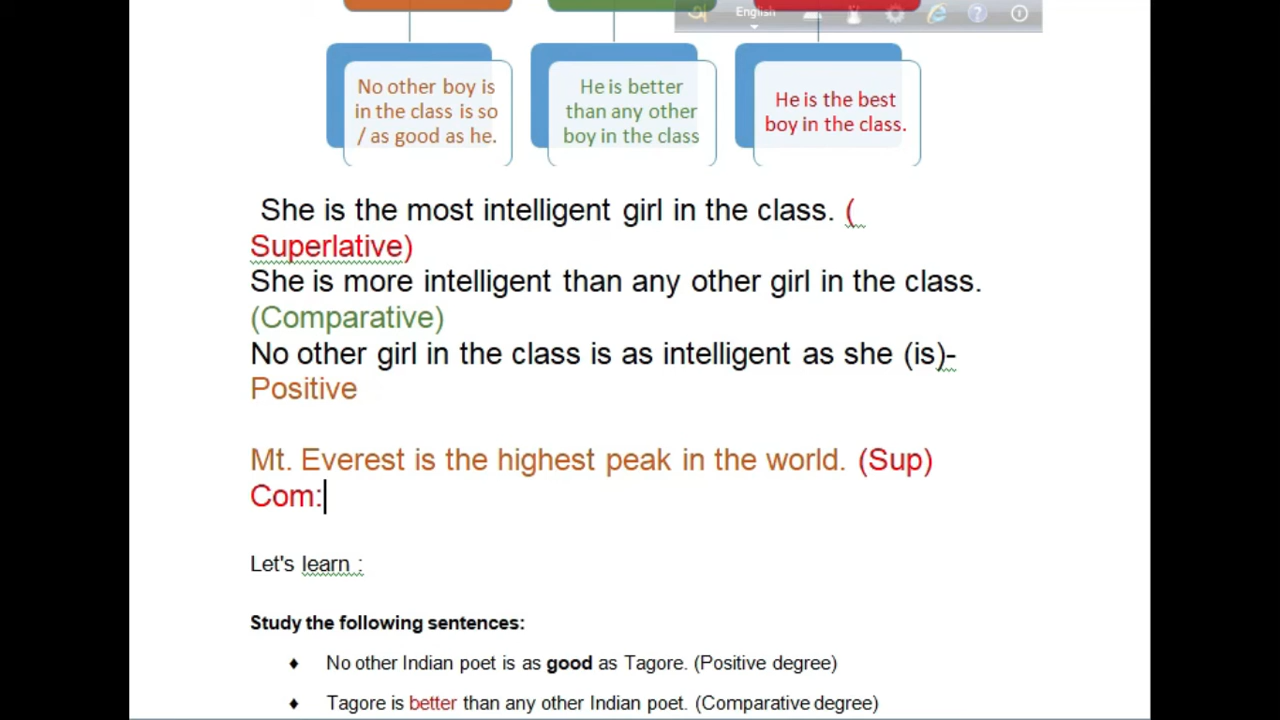 English
No other boy is
in the class is so
/ as good as he.
He is better
than any other
boy in the class
He is the best
boy in the class.
She is the most intelligent girl in the class. (
Superlative)
She is more intelligent than any other girl in the class.
(Comparative)
No other girl in the class is as intelligent as she (is)-
Positive
Mt. Everest is the highest peak in the world. (Sup)
Com:
Let's learn :
Study the following sentences:
♦ No other Indian poet is as good as Tagore. (Positive degree)
♦ Tagore is better than any other Indian poet. (Comparative degree)